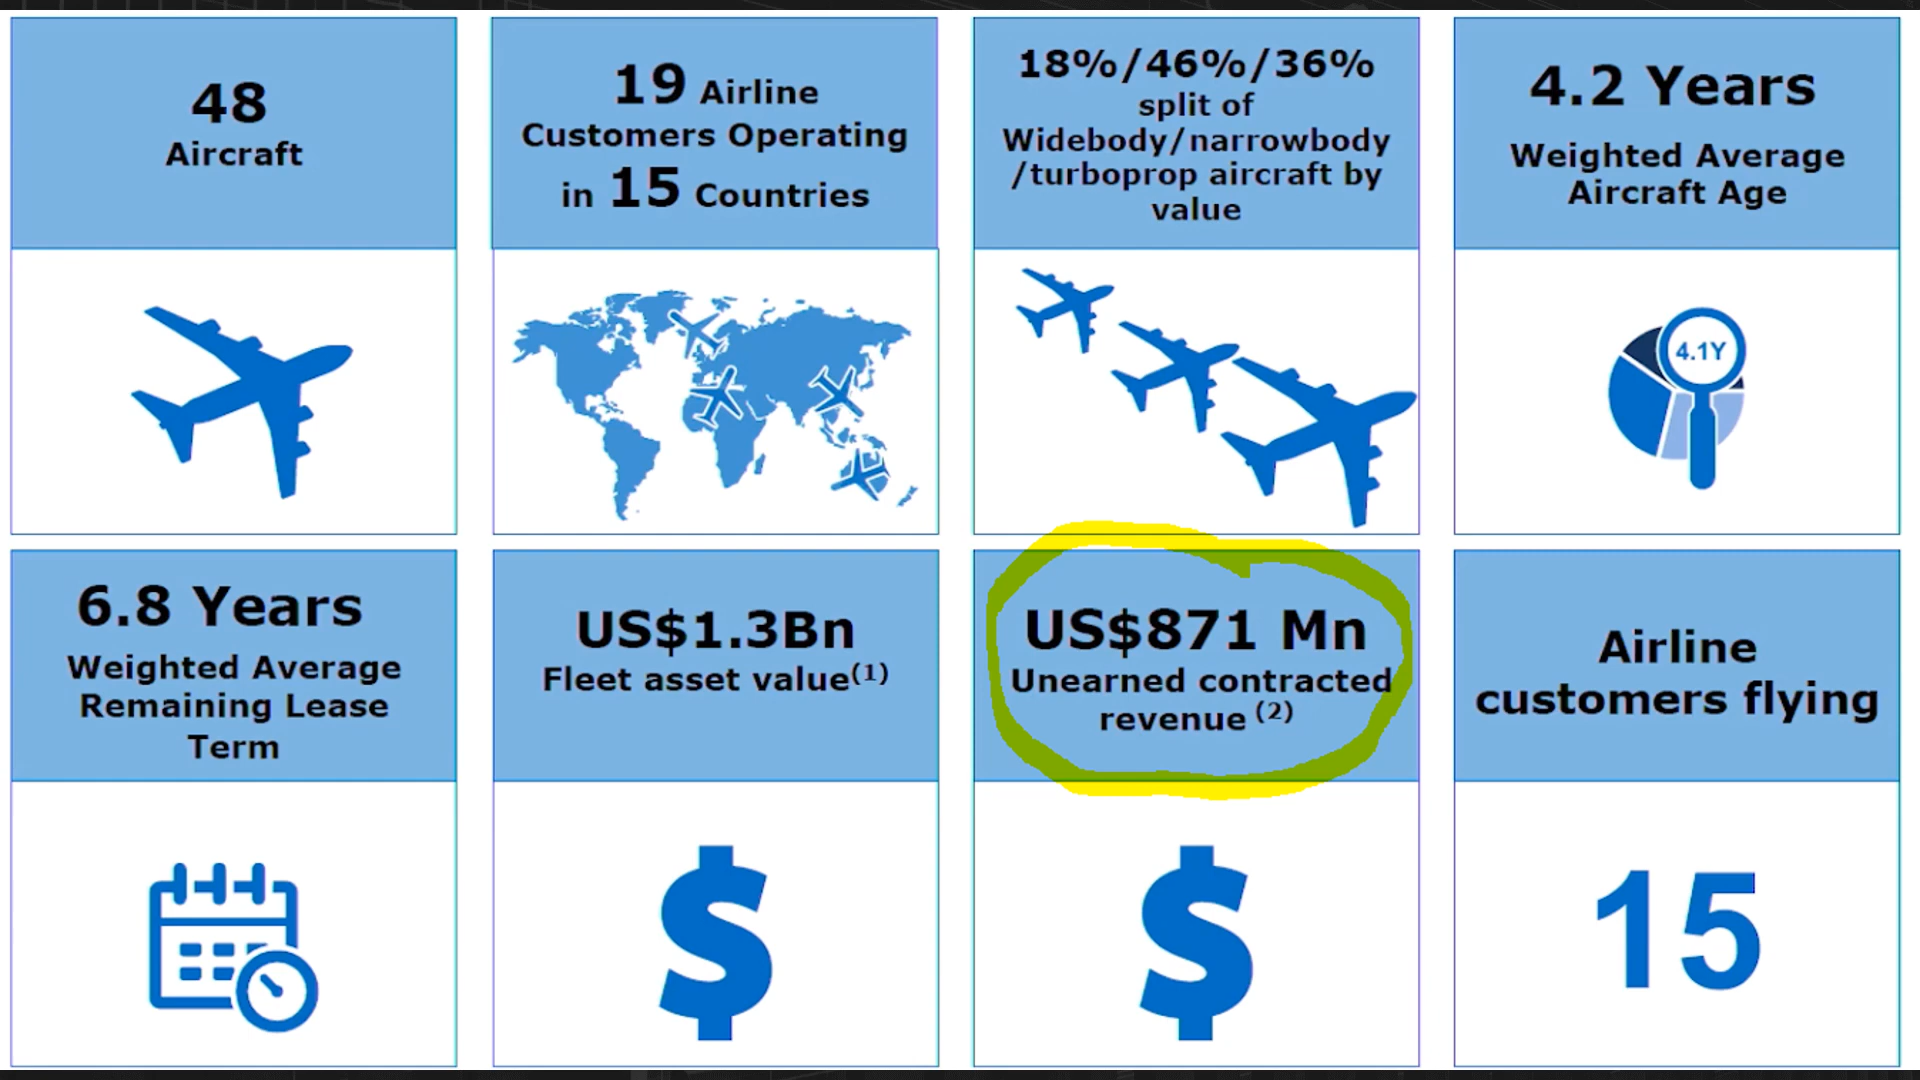 48
Aircraft
19 Airline
Customers Operating
in 15 Countries
18%/46%/36%
split of
Widebody/narrowbody
/turboprop aircraft by
value
4.2 Years
Weighted Average
Aircraft Age
4.1Y
6.8 Years
Weighted Average
Remaining Lease
Term
US$1.3Bn
Fleet asset value(1)
US$871 Mn
Unearned contracted
revenue (2)
Airline
customers flying
15